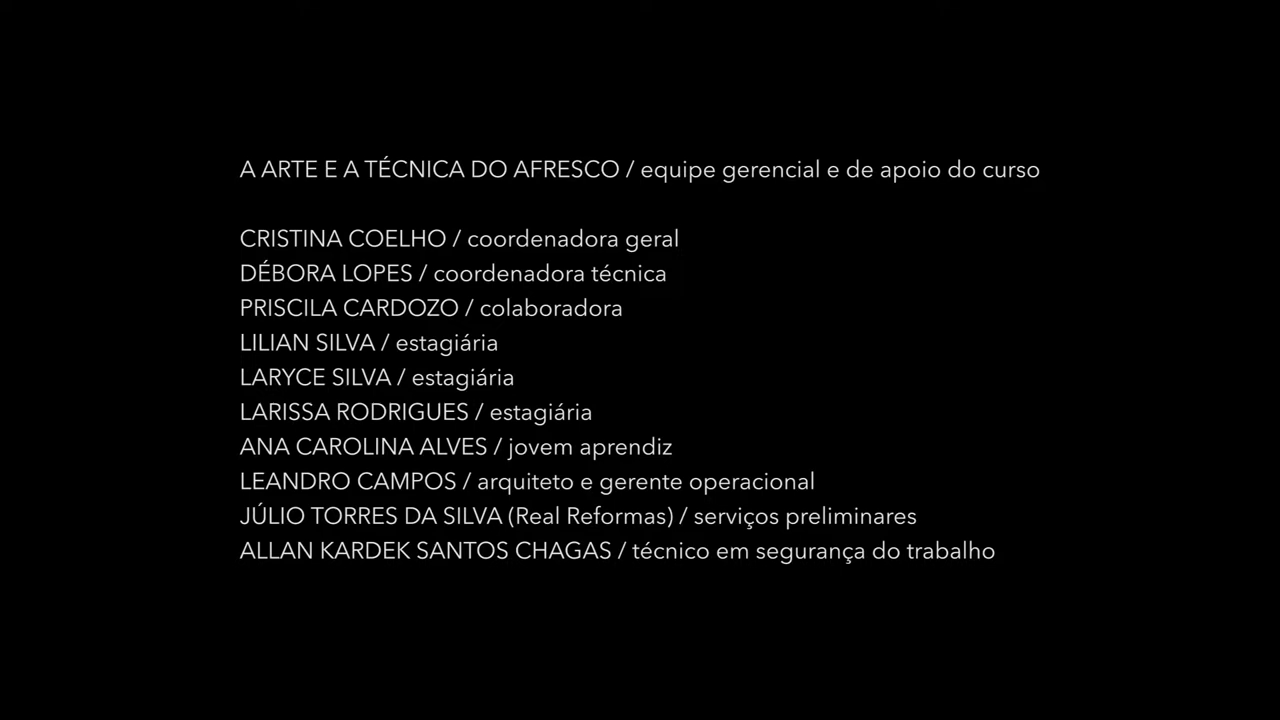 A ARTE E A TÉCNICA DO AFRESCO / equipe gerencial e de apoio do curso
CRISTINA COELHO / coordenadora geral
DÉBORA LOPES / coordenadora técnica
PRISCILA CARDOZO / colaboradora
LILIAN SILVA / estagiária
LARYCE SILVA / estagiária
LARISSA RODRIGUES / estagiária
ANA CAROLINA ALVES / jovem aprendiz
LEANDRO CAMPOS / arquiteto e gerente operacional
JÚLIO TORRES DA SILVA (Real Reformas) / serviços preliminares
ALLAN KARDEK SANTOS CHAGAS / técnico em segurança do trabalho